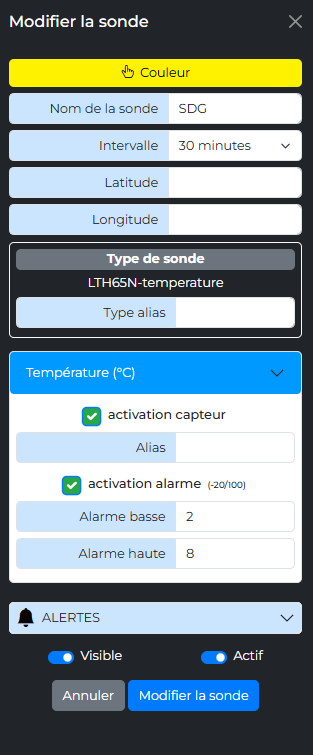 Modifier la sonde
Couleur
Nom de la sonde SDG
Intervalle 30 minutes
Latitude
Longitude
Type de sonde
LTH65N-temperature
Type alias
Température (°C)
activation capteur
Alias
activation alarme (-20/100)
Alarme basse 2
Alarme haute 8
ALERTES
Visible Actif
Annuler Modifier la sonde